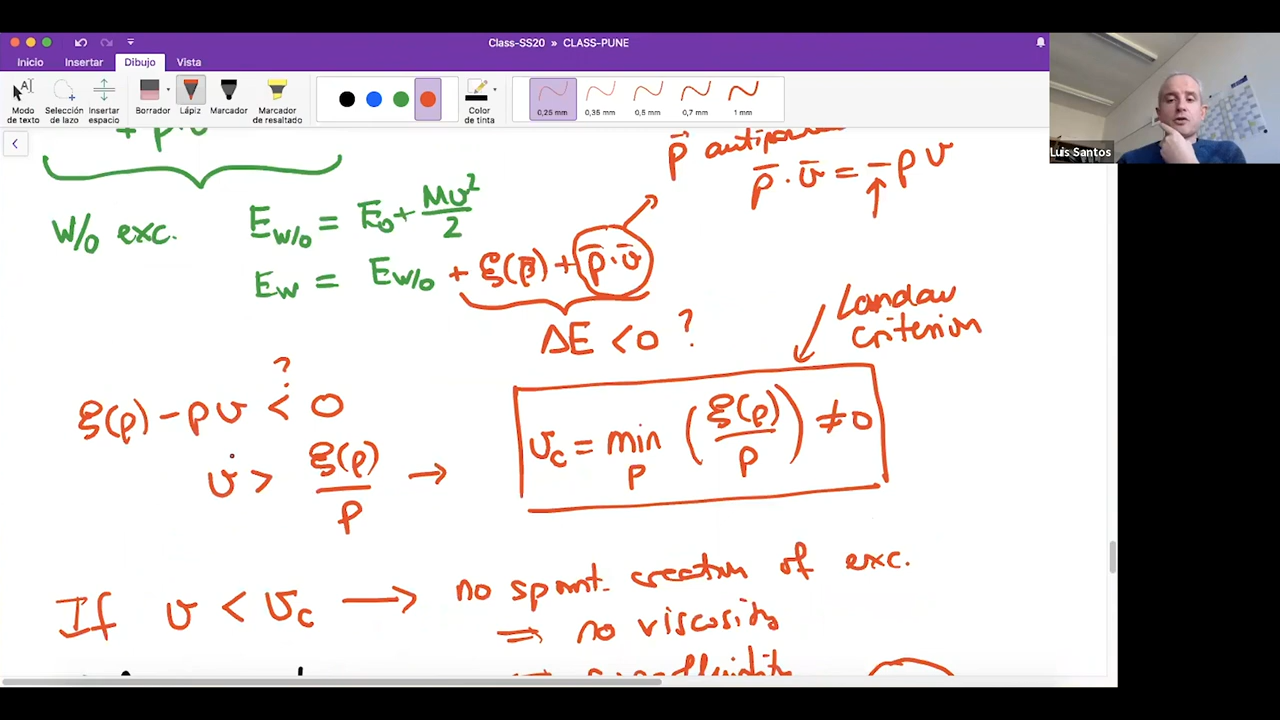 Class-SS20 » CLASS-PUNE
Inicio Insertar Dibujo Vista
Modo de texto
Selección de lazo
Insertar espacio
Borrador
Lápiz
Marcador
Marcador de resaltado
Color de tinta
0,25 mm 0,35 mm 0,5 mm 0,7 mm 1 mm
Luis Santos
p⃗
p̄ · v̄ = - p v
w/o exc. E_w/o = E_0 + Mv²/2
E_w = E_w/o + ξ(p) + p̄·v̄
ΔE < 0 ?
Landau
criterium
?
ξ(p) - pv < 0
v > ξ(p)/p →
v_c = min_p (ξ(p)/p) ≠ 0
If v < v_c → no spont. creation of exc.
⇒ no viscosity